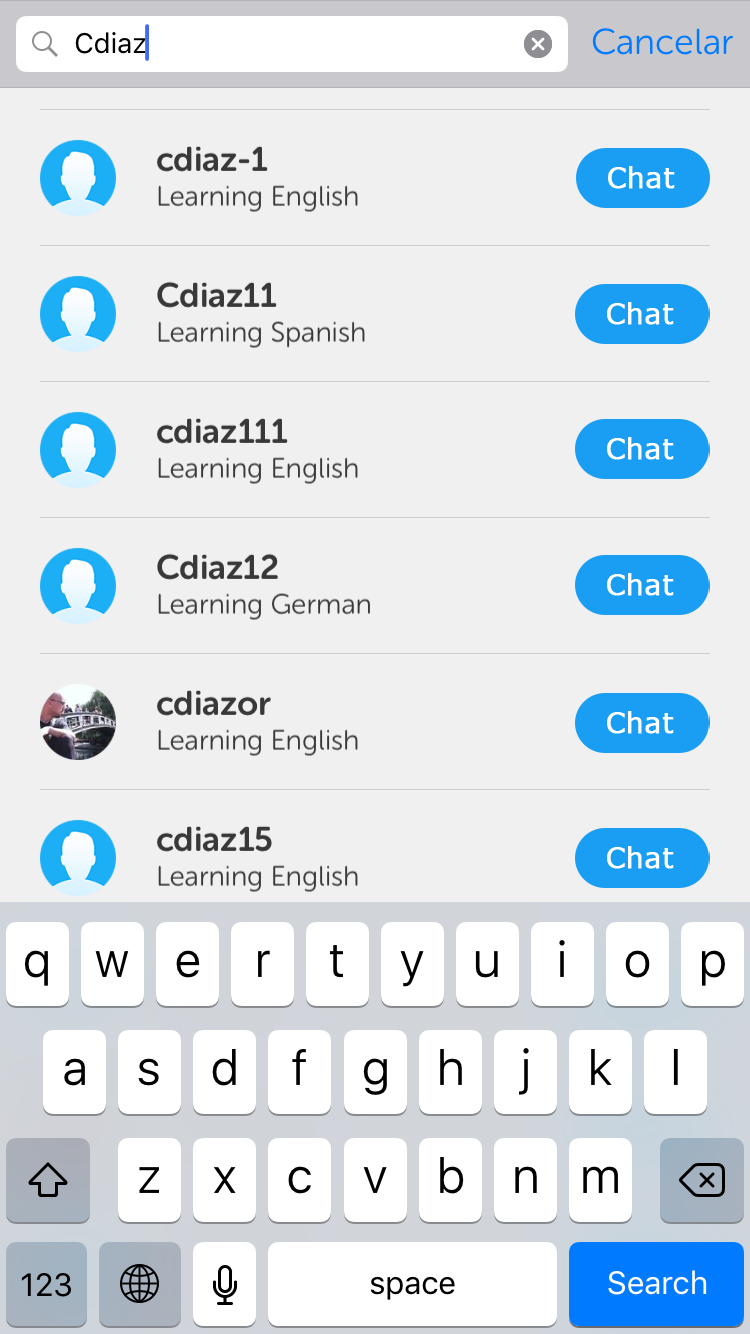 Cdiaz
Cancelar
cdiaz-1
Learning English
Chat
Cdiaz11
Learning Spanish
Chat
cdiaz111
Learning English
Chat
Cdiaz12
Learning German
Chat
cdiazor
Learning English
Chat
cdiaz15
Learning English
Chat
q w e r t y u i o p
a s d f g h j k l
z x c v b n m
123 space Search